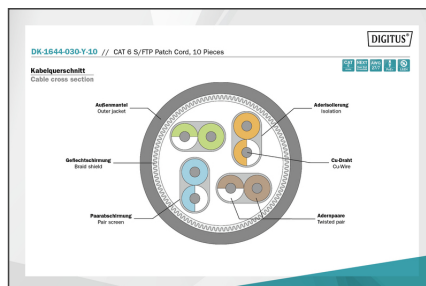 DIGITUS®
DK-1644-030-Y-10 // CAT 6 S/FTP Patch Cord, 10 Pieces
Kabelquerschnitt
Cable cross section
Außenmantel
Outer jacket
Aderisolierung
Isolation
Geflechtschirmung
Braid shield
Cu-Draht
Cu-Wire
Paarabschirmung
Pair screen
Adernpaare
Twisted pair